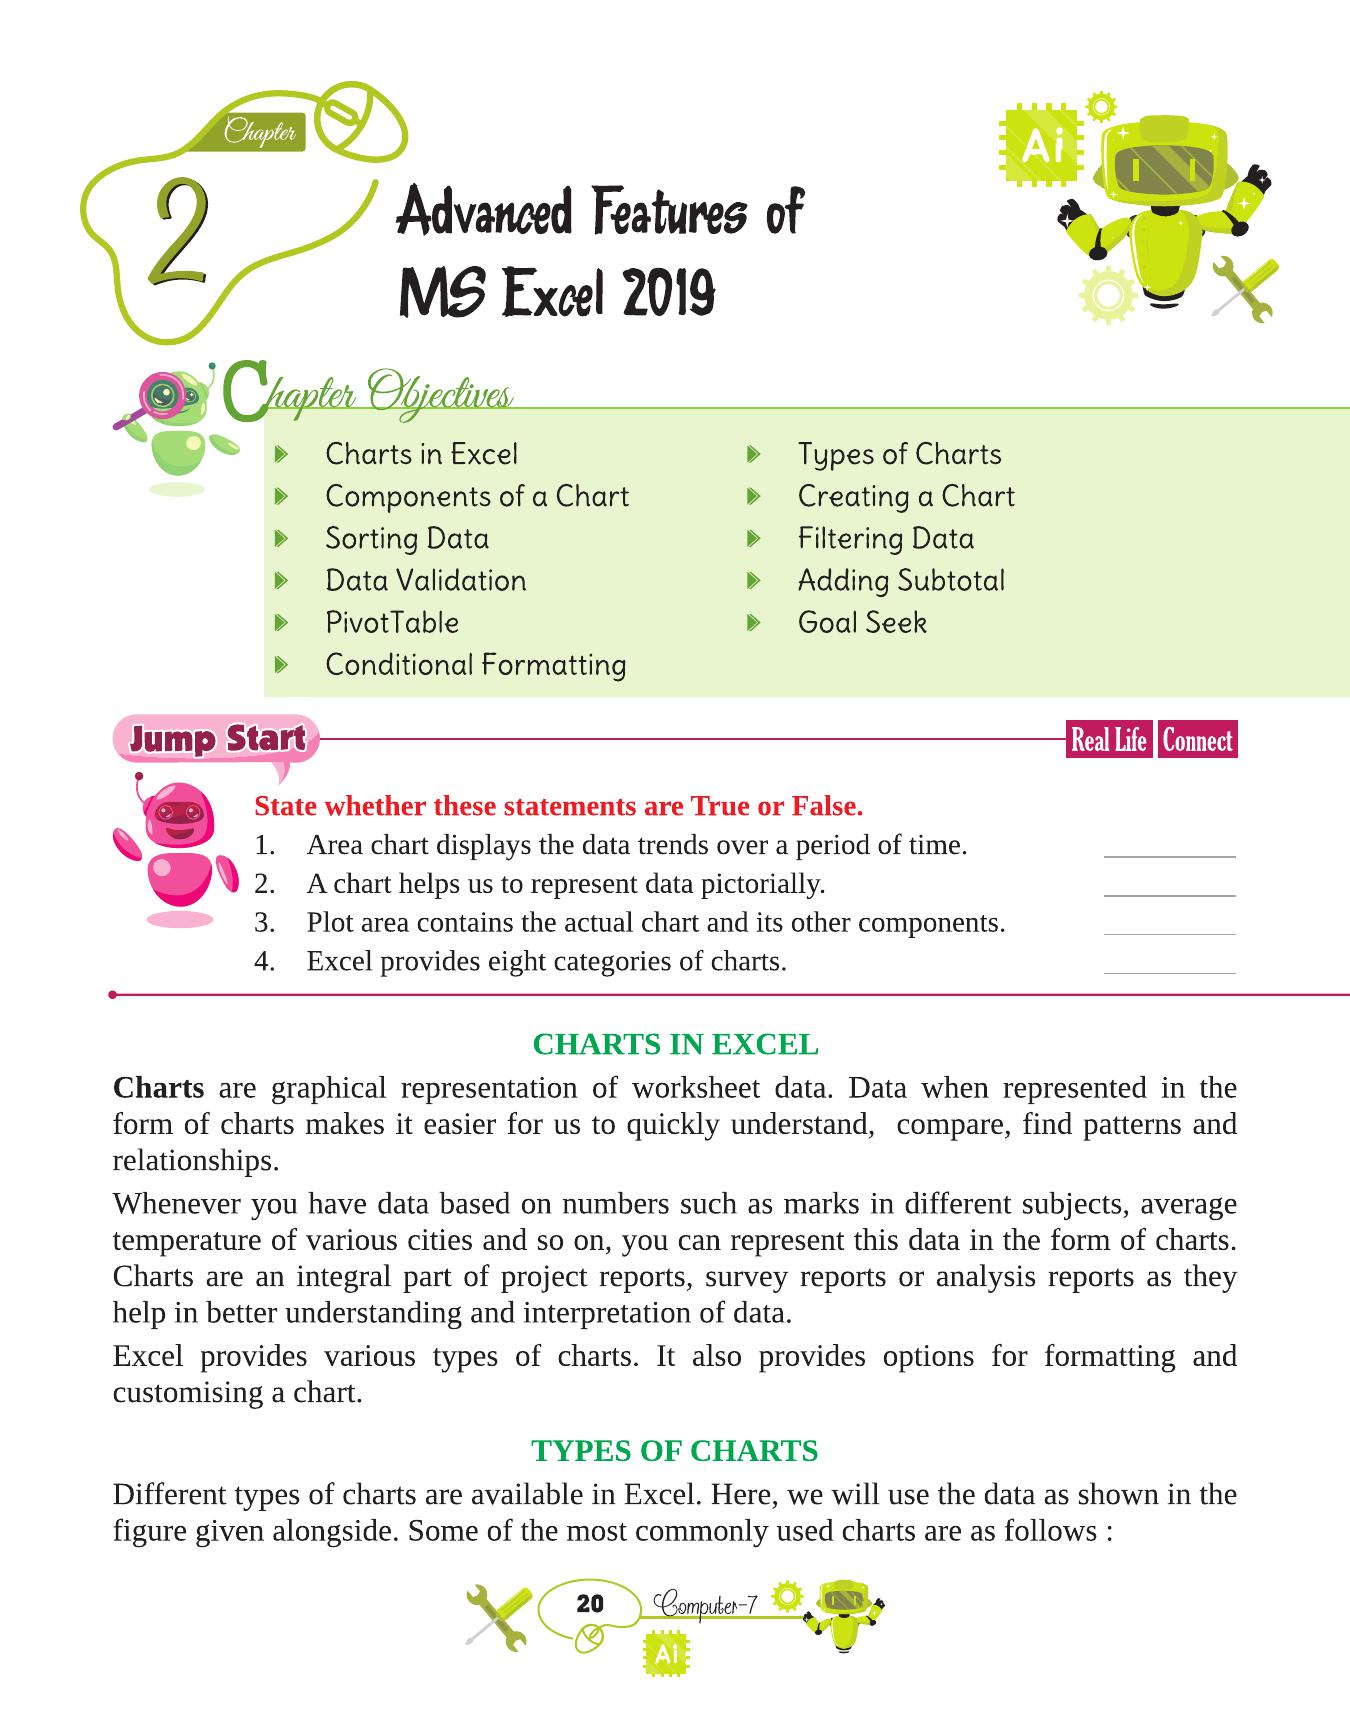 Chapter
2
Advanced Features of
MS Excel 2019
Ai
Chapter Objectives
Charts in Excel
Components of a Chart
Sorting Data
Data Validation
PivotTable
Conditional Formatting
Types of Charts
Creating a Chart
Filtering Data
Adding Subtotal
Goal Seek
Jump Start
Real Life Connect
State whether these statements are True or False.
1. Area chart displays the data trends over a period of time.
2. A chart helps us to represent data pictorially.
3. Plot area contains the actual chart and its other components.
4. Excel provides eight categories of charts.
CHARTS IN EXCEL
Charts are graphical representation of worksheet data. Data when represented in the
form of charts makes it easier for us to quickly understand, compare, find patterns and
relationships.
Whenever you have data based on numbers such as marks in different subjects, average
temperature of various cities and so on, you can represent this data in the form of charts.
Charts are an integral part of project reports, survey reports or analysis reports as they
help in better understanding and interpretation of data.
Excel provides various types of charts. It also provides options for formatting and
customising a chart.
TYPES OF CHARTS
Different types of charts are available in Excel. Here, we will use the data as shown in the
figure given alongside. Some of the most commonly used charts are as follows :
20
Computer-7
Ai